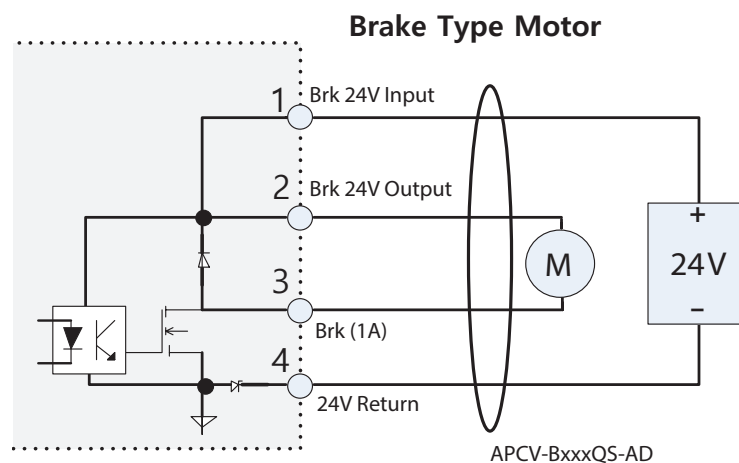 Brake Type Motor
1 Brk 24V Input
2 Brk 24V Output
M
+
24V
−
3
Brk (1A)
4
24V Return
APCV-BxxxQS-AD